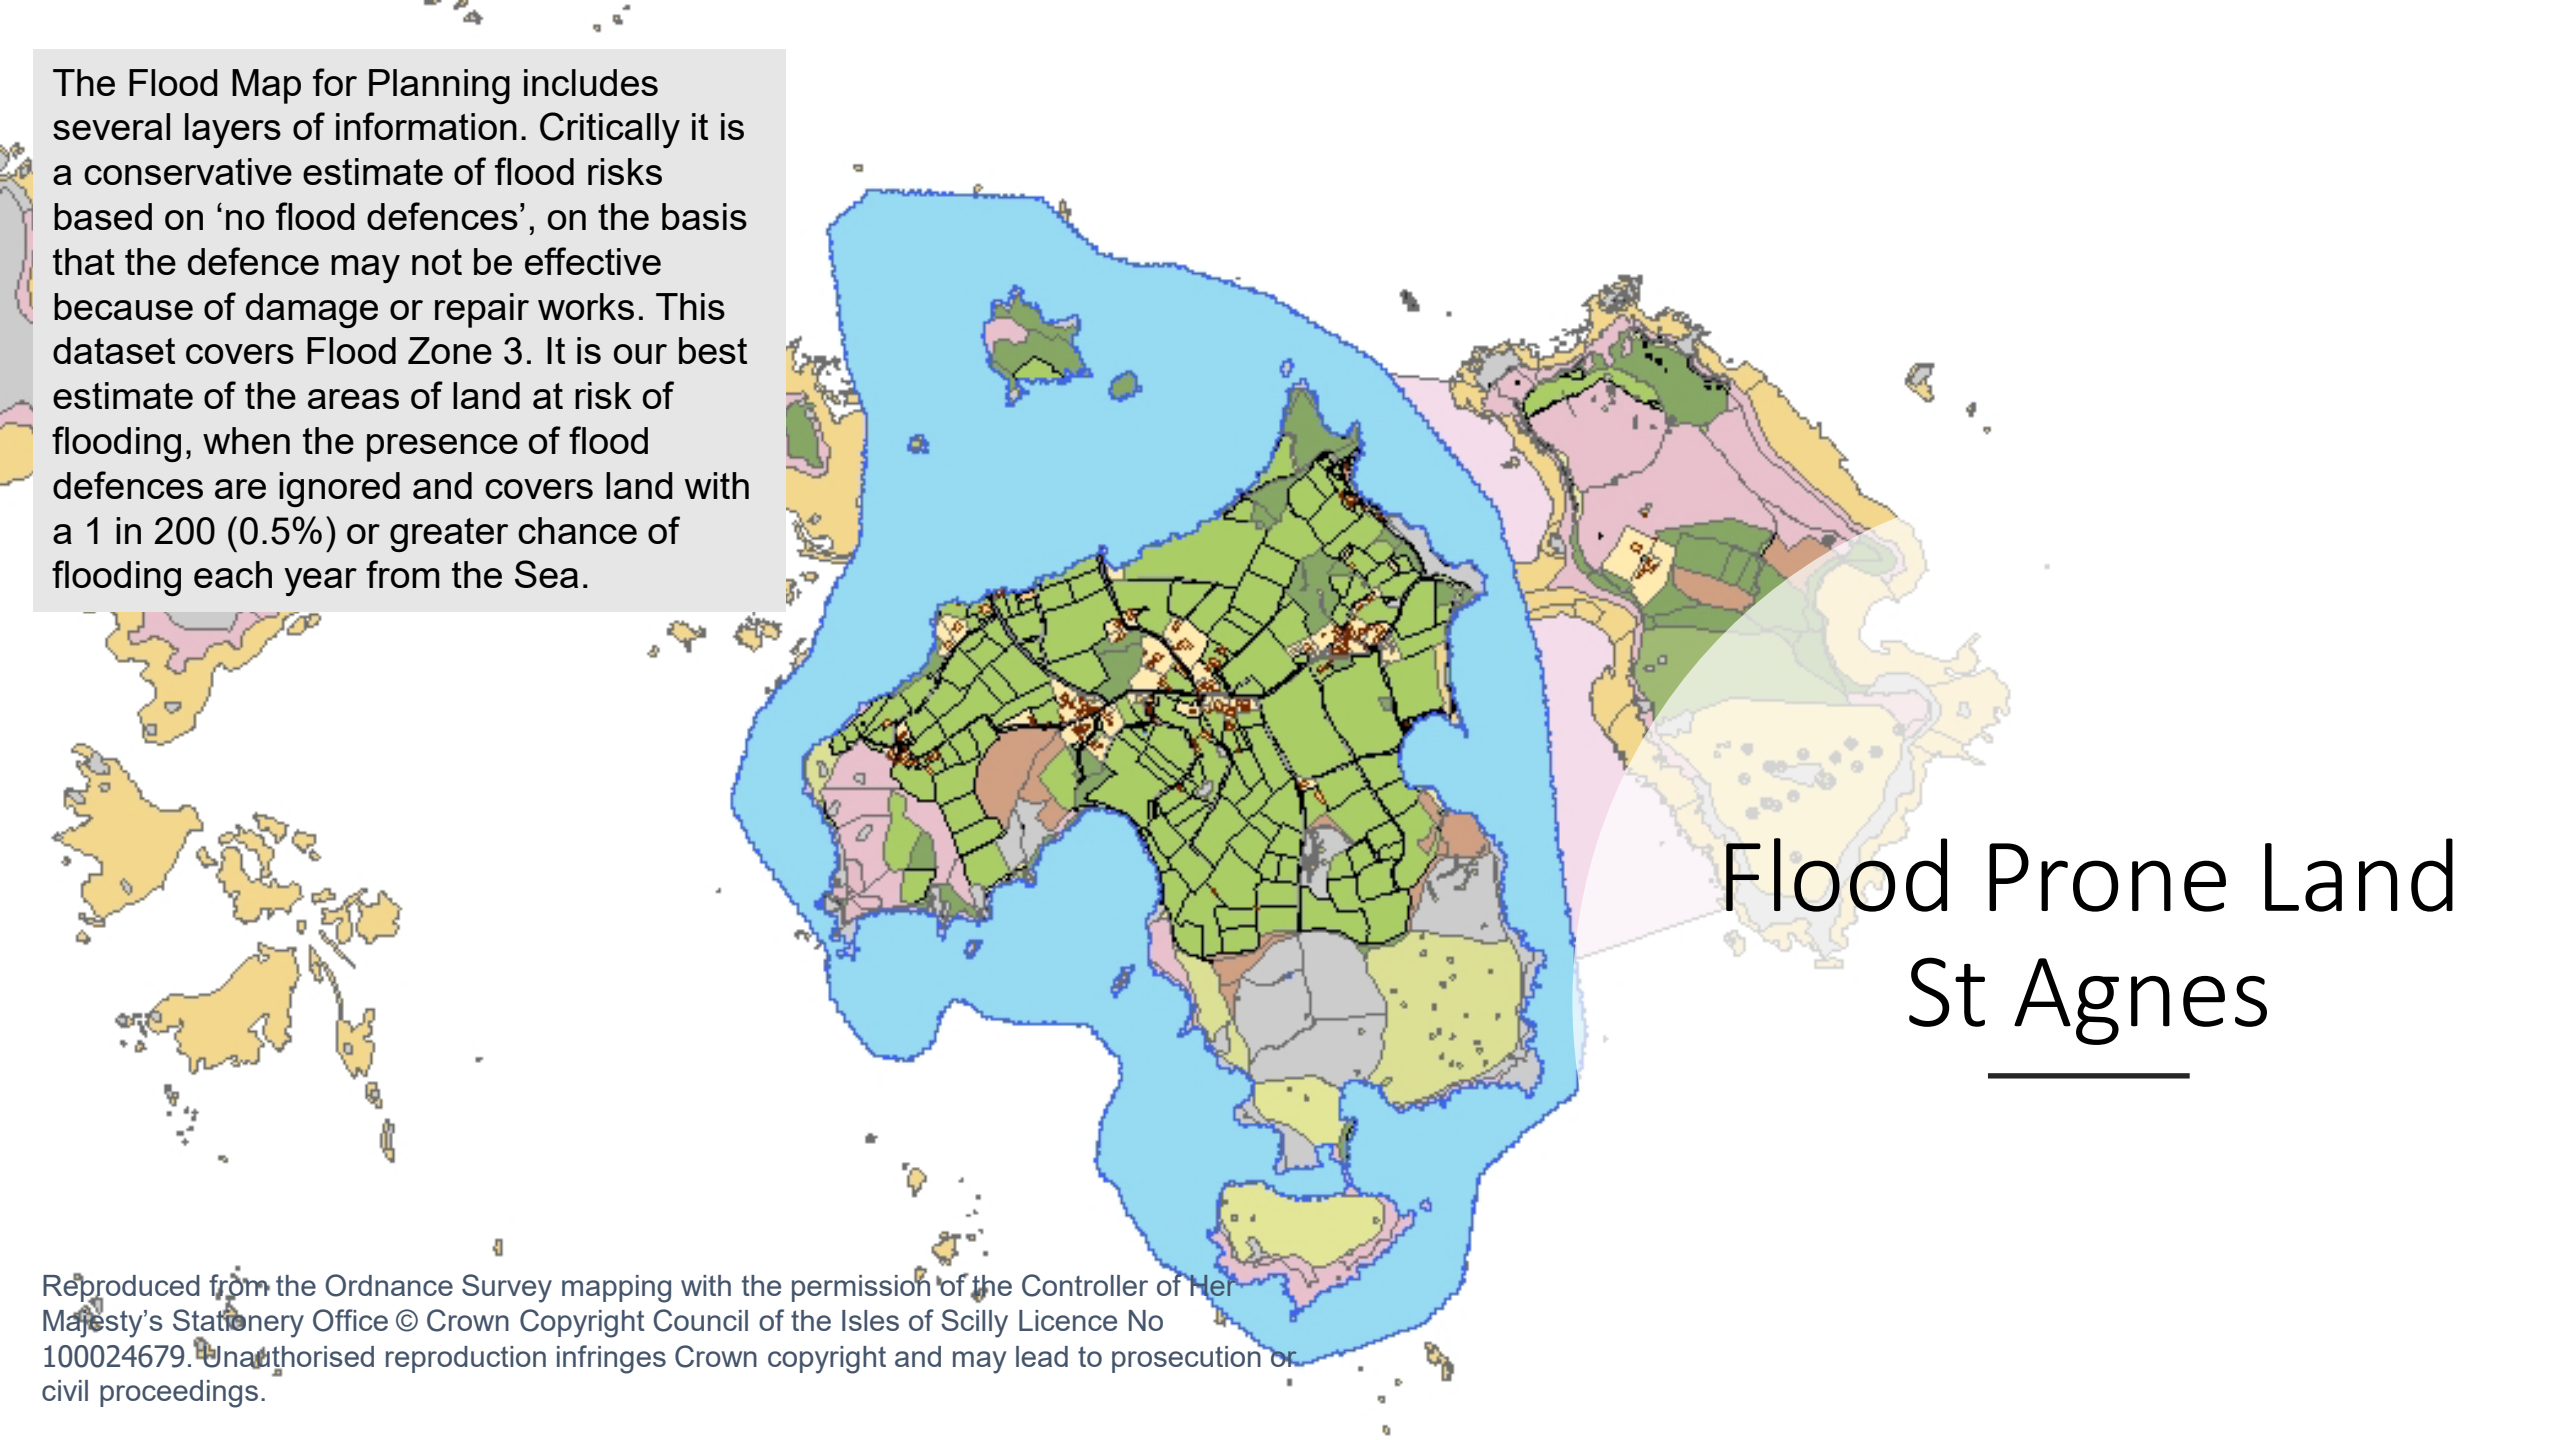 The Flood Map for Planning includes
several layers of information. Critically it is
a conservative estimate of flood risks
based on ‘no flood defences’, on the basis
that the defence may not be effective
because of damage or repair works. This
dataset covers Flood Zone 3. It is our best
estimate of the areas of land at risk of
flooding, when the presence of flood
defences are ignored and covers land with
a 1 in 200 (0.5%) or greater chance of
flooding each year from the Sea.
Flood Prone Land
St Agnes
Reproduced from the Ordnance Survey mapping with the permission of the Controller of Her
Majesty’s Stationery Office © Crown Copyright Council of the Isles of Scilly Licence No
100024679. Unauthorised reproduction infringes Crown copyright and may lead to prosecution or
civil proceedings.